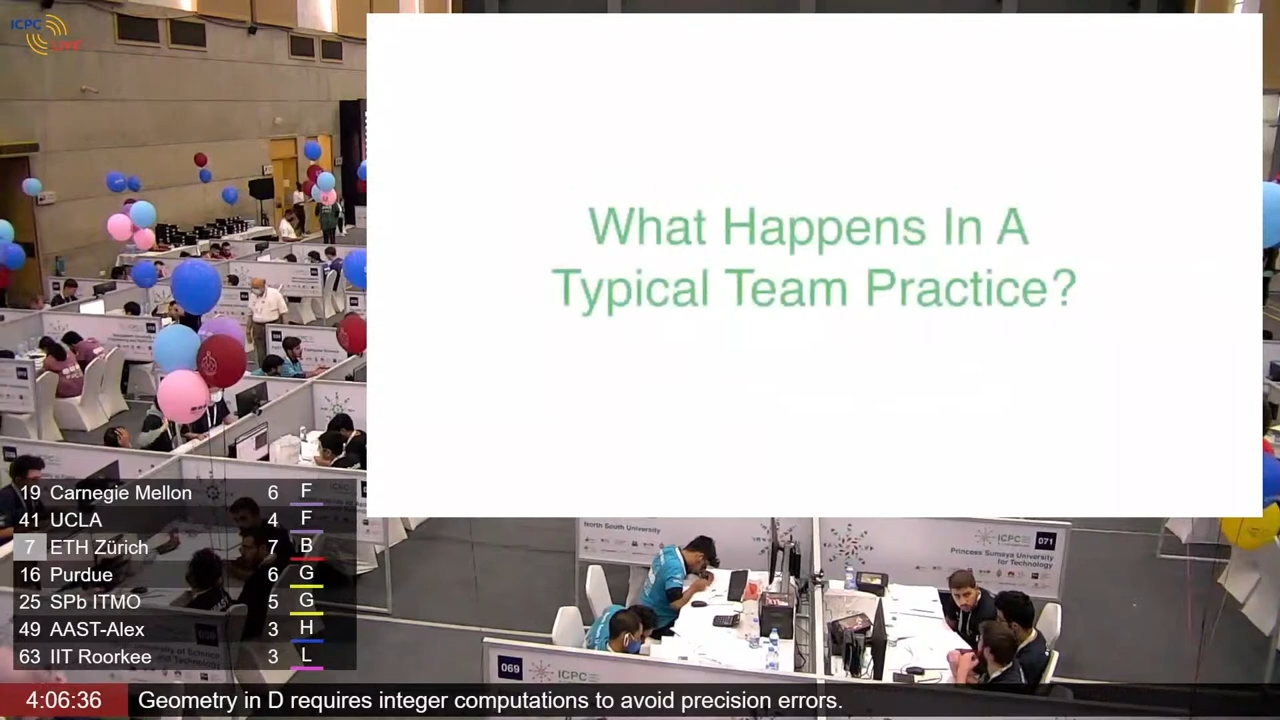 ICPC
LIVE
What Happens In A
Typical Team Practice?
19 Carnegie Mellon 6 F
41 UCLA 4 F
7 ETH Zürich 7 B
16 Purdue 6 G
25 SPb ITMO 5 G
49 AAST-Alex 3 H
63 IIT Roorkee 3 L
North South University
ICPC
071
Princess Sumaya University
for Technology
069
ICPC
4:06:36 Geometry in D requires integer computations to avoid precision errors.